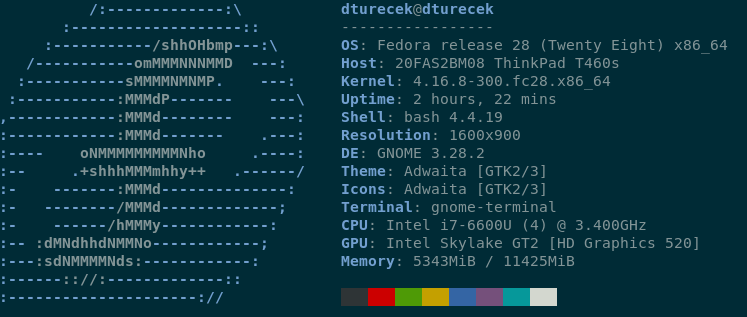 /:-------------:\
:-------------------::
:-----------/shhOHbmp---:\
/-----------omMMMNNNMMD  ---:
:-----------sMMMMNMNMP.    ---:
:-----------:MMMdP-------    ---\
,------------:MMMd--------    ---:
:------------:MMMd-------    .---:
:----    oNMMMMMMMMMNho     .----:
:--     .+shhhMMMmhhy++   .------/
:-    -------:MMMd--------------:
:-   --------/MMMd-------------;
:-    ------/hMMMy------------:
:-- :dMNdhhdNMMNo------------;
:---:sdNMMMMNds:------------:
:------:://:-------------::
:---------------------://
dturecek@dturecek
-----------------
OS: Fedora release 28 (Twenty Eight) x86_64
Host: 20FAS2BM08 ThinkPad T460s
Kernel: 4.16.8-300.fc28.x86_64
Uptime: 2 hours, 22 mins
Shell: bash 4.4.19
Resolution: 1600x900
DE: GNOME 3.28.2
Theme: Adwaita [GTK2/3]
Icons: Adwaita [GTK2/3]
Terminal: gnome-terminal
CPU: Intel i7-6600U (4) @ 3.400GHz
GPU: Intel Skylake GT2 [HD Graphics 520]
Memory: 5343MiB / 11425MiB